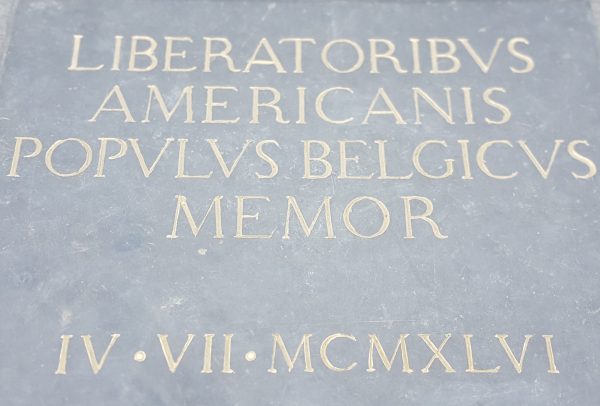 LIBERATORIBVS
AMERICANIS
POPVLVS BELGICVS
MEMOR
IV · VII · MCMXLVI